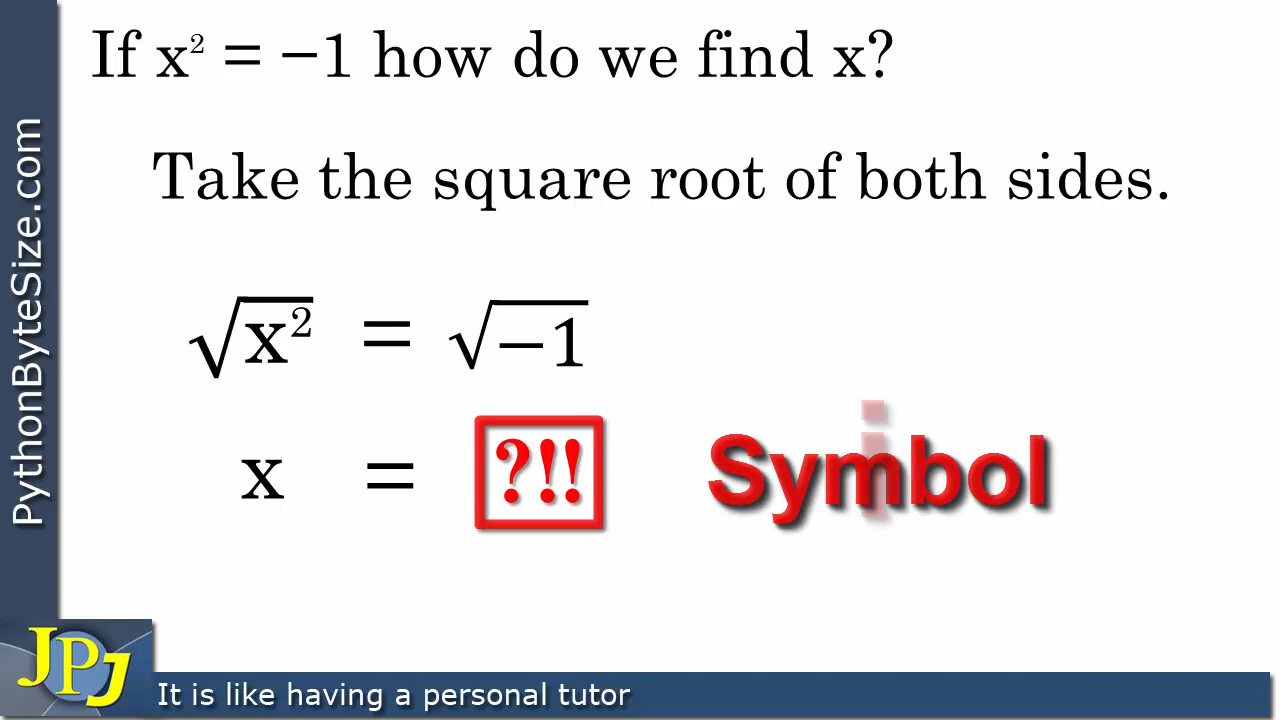 If x² = −1 how do we find x?
Take the square root of both sides.
√x² = √−1
x = ?!!
Symbol
i
PythonByteSize.com
JPJ
It is like having a personal tutor